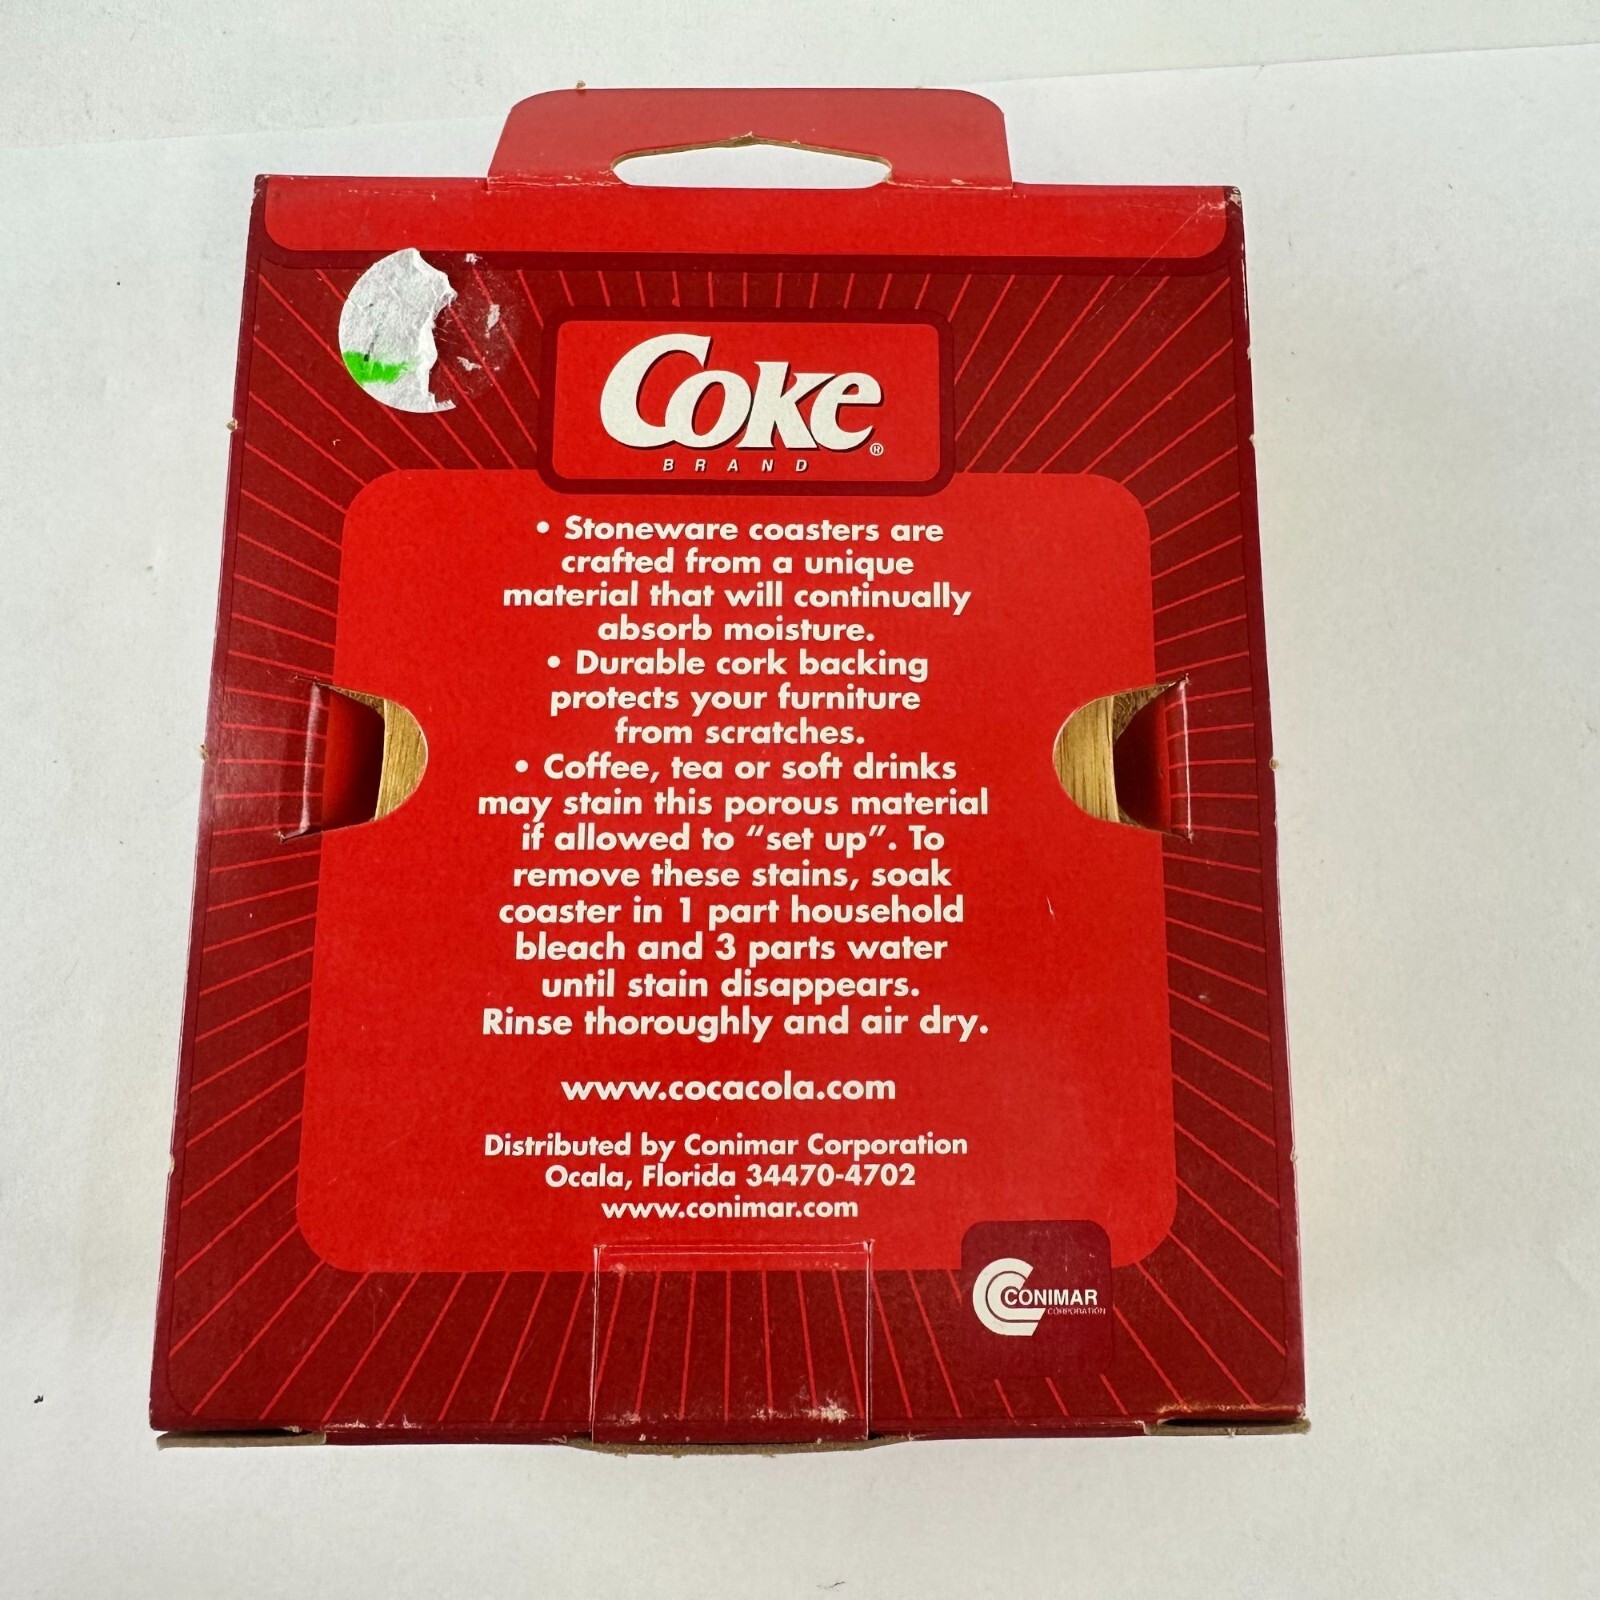 Coke®
BRAND
• Stoneware coasters are
crafted from a unique
material that will continually
absorb moisture.
• Durable cork backing
protects your furniture
from scratches.
• Coffee, tea or soft drinks
may stain this porous material
if allowed to “set up”. To
remove these stains, soak
coaster in 1 part household
bleach and 3 parts water
until stain disappears.
Rinse thoroughly and air dry.
www.cocacola.com
Distributed by Conimar Corporation
Ocala, Florida 34470-4702
www.conimar.com
CONIMAR
CORPORATION